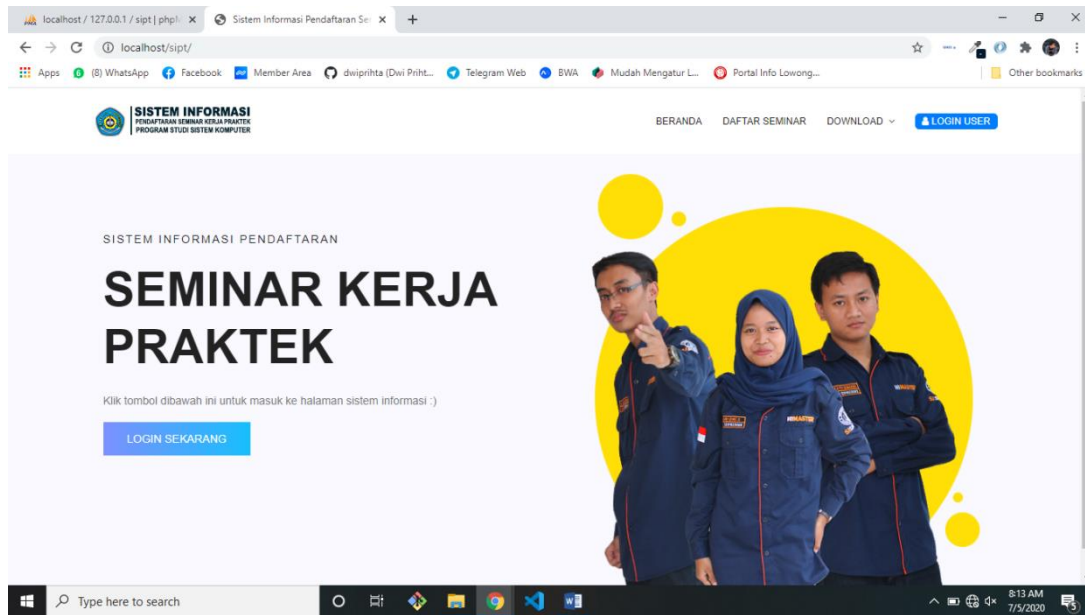 localhost / 127.0.0.1 / sipt | php
Sistem Informasi Pendaftaran Se
localhost/sipt/
Apps
(8) WhatsApp
Facebook
Member Area
dwiprihta (Dwi Priht...
Telegram Web
BWA
Mudah Mengatur L...
Portal Info Lowong...
Other bookmarks
SISTEM INFORMASI
PENDAFTARAN SEMINAR KERJA PRAKTEK
PROGRAM STUDI SISTEM KOMPUTER
BERANDA
DAFTAR SEMINAR
DOWNLOAD
LOGIN USER
SISTEM INFORMASI PENDAFTARAN
SEMINAR KERJA
PRAKTEK
Klik tombol dibawah ini untuk masuk ke halaman sistem informasi :)
LOGIN SEKARANG
Type here to search
8:13 AM
7/5/2020